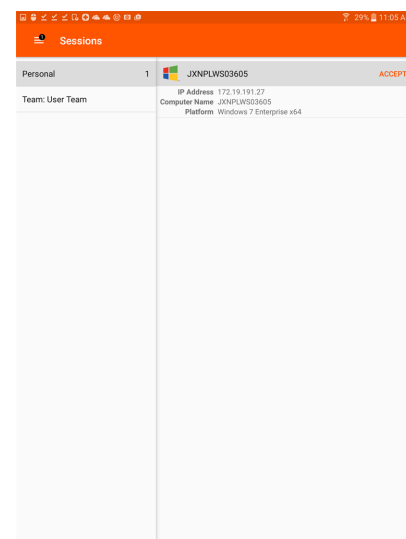 29% 11:05 A
Sessions
Personal 1
Team: User Team
JXNPLWS03605 ACCEPT
IP Address 172.19.191.27
Computer Name JXNPLWS03605
Platform Windows 7 Enterprise x64